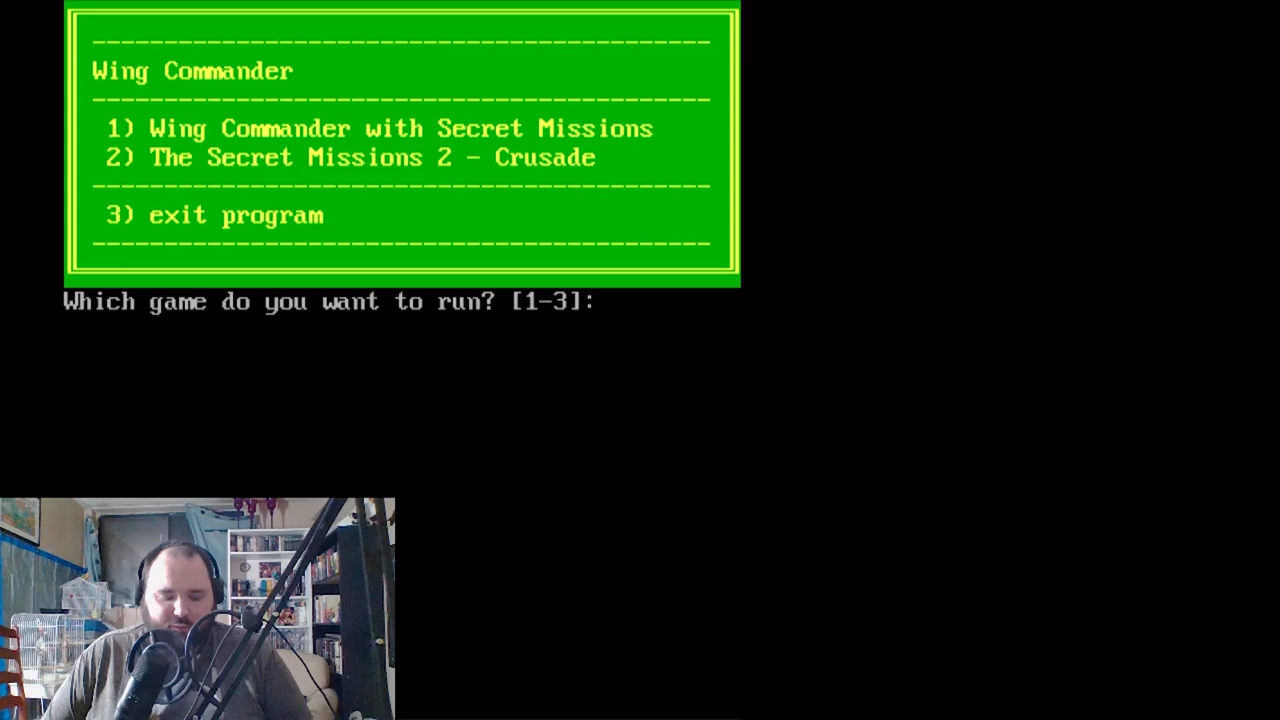 Wing Commander
1) Wing Commander with Secret Missions
2) The Secret Missions 2 - Crusade
3) exit program
Which game do you want to run? [1-3]: